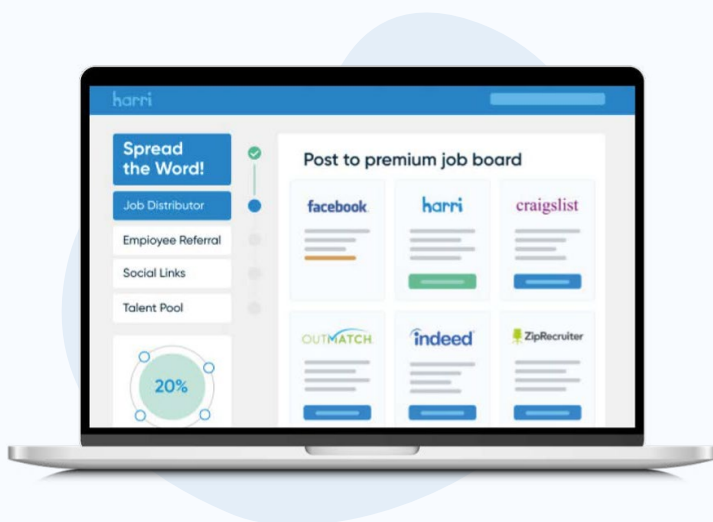 harri
Spread
the Word!
Job Distributor
Employee Referral
Social Links
Talent Pool
20%
Post to premium job board
facebook
harri
craigslist
OUTMATCH
indeed
ZipRecruiter